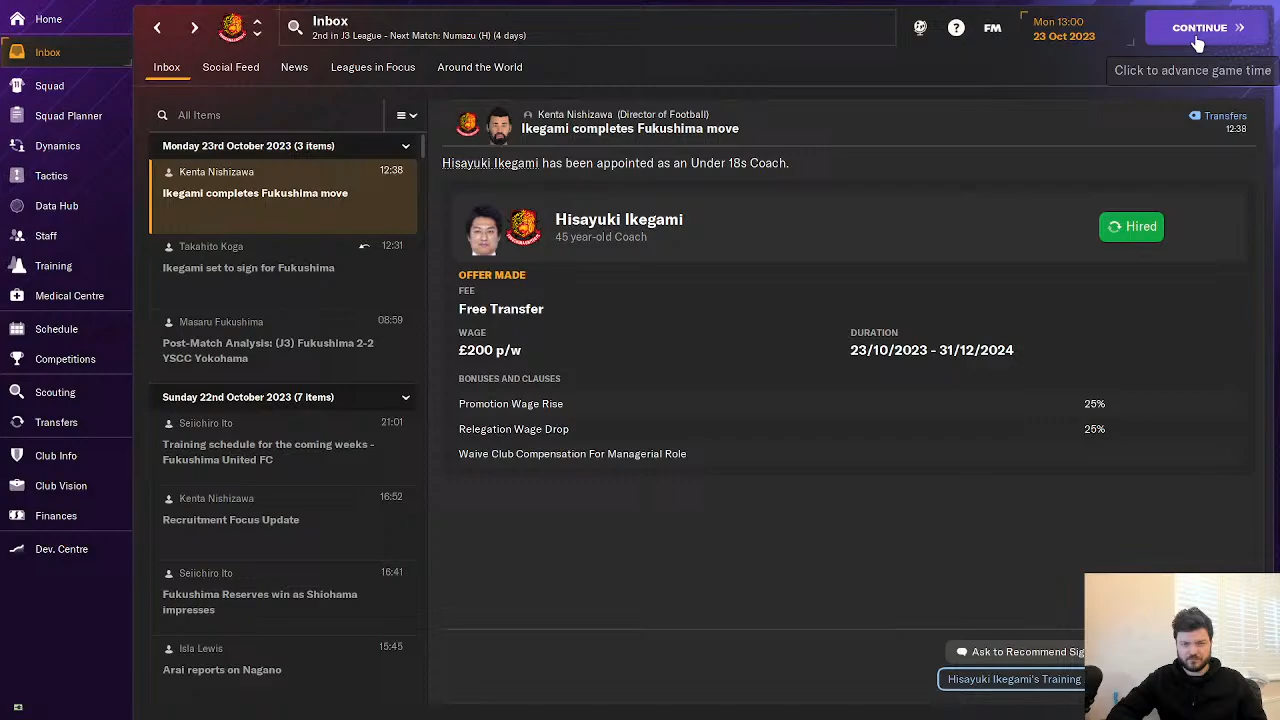 Home
Inbox
2nd in J3 League - Next Match: Numazu (H) (4 days)
FM
Mon 13:00
23 Oct 2023
CONTINUE
Click to advance game time
Inbox
Inbox
Social Feed
News
Leagues in Focus
Around the World
Squad
Squad Planner
Dynamics
Tactics
Data Hub
Staff
Training
Medical Centre
Schedule
Competitions
Scouting
Transfers
Club Info
Club Vision
Finances
Dev. Centre
All Items
Monday 23rd October 2023 (3 items)
Kenta Nishizawa
12:38
Ikegami completes Fukushima move
Takahito Koga
12:31
Ikegami set to sign for Fukushima
Masaru Fukushima
08:59
Post-Match Analysis: (J3) Fukushima 2-2
YSCC Yokohama
Sunday 22nd October 2023 (7 items)
Seiichiro Ito
21:01
Training schedule for the coming weeks -
Fukushima United FC
Kenta Nishizawa
16:52
Recruitment Focus Update
Seiichiro Ito
16:41
Fukushima Reserves win as Shiohama
impresses
Isla Lewis
15:45
Arai reports on Nagano
Kenta Nishizawa (Director of Football)
Ikegami completes Fukushima move
Transfers
12:38
Hisayuki Ikegami has been appointed as an Under 18s Coach.
Hisayuki Ikegami
45 year-old Coach
Hired
OFFER MADE
FEE
Free Transfer
WAGE
£200 p/w
DURATION
23/10/2023 - 31/12/2024
BONUSES AND CLAUSES
Promotion Wage Rise
25%
Relegation Wage Drop
25%
Waive Club Compensation For Managerial Role
Ask to Recommend Sig
Hisayuki Ikegami's Training